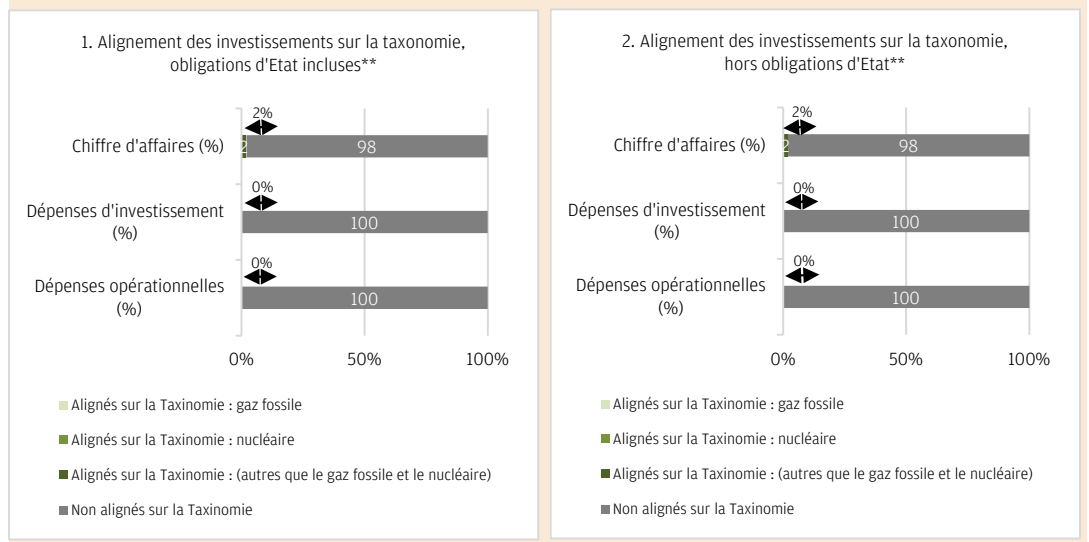 1. Alignement des investissements sur la taxonomie,
obligations d'Etat incluses**
2%
Chiffre d'affaires (%)
2
98
0%
Dépenses d'investissement
(%)
100
0%
Dépenses opérationnelles
(%)
100
0%
50%
100%
Alignés sur la Taxinomie : gaz fossile
Alignés sur la Taxinomie : nucléaire
Alignés sur la Taxinomie : (autres que le gaz fossile et le nucléaire)
Non alignés sur la Taxinomie
2. Alignement des investissements sur la taxonomie,
hors obligations d'Etat**
2%
Chiffre d'affaires (%)
2
98
0%
Dépenses d'investissement
(%)
100
0%
Dépenses opérationnelles
(%)
100
0%
50%
100%
Alignés sur la Taxinomie : gaz fossile
Alignés sur la Taxinomie : nucléaire
Alignés sur la Taxinomie : (autres que le gaz fossile et le nucléaire)
Non alignés sur la Taxinomie